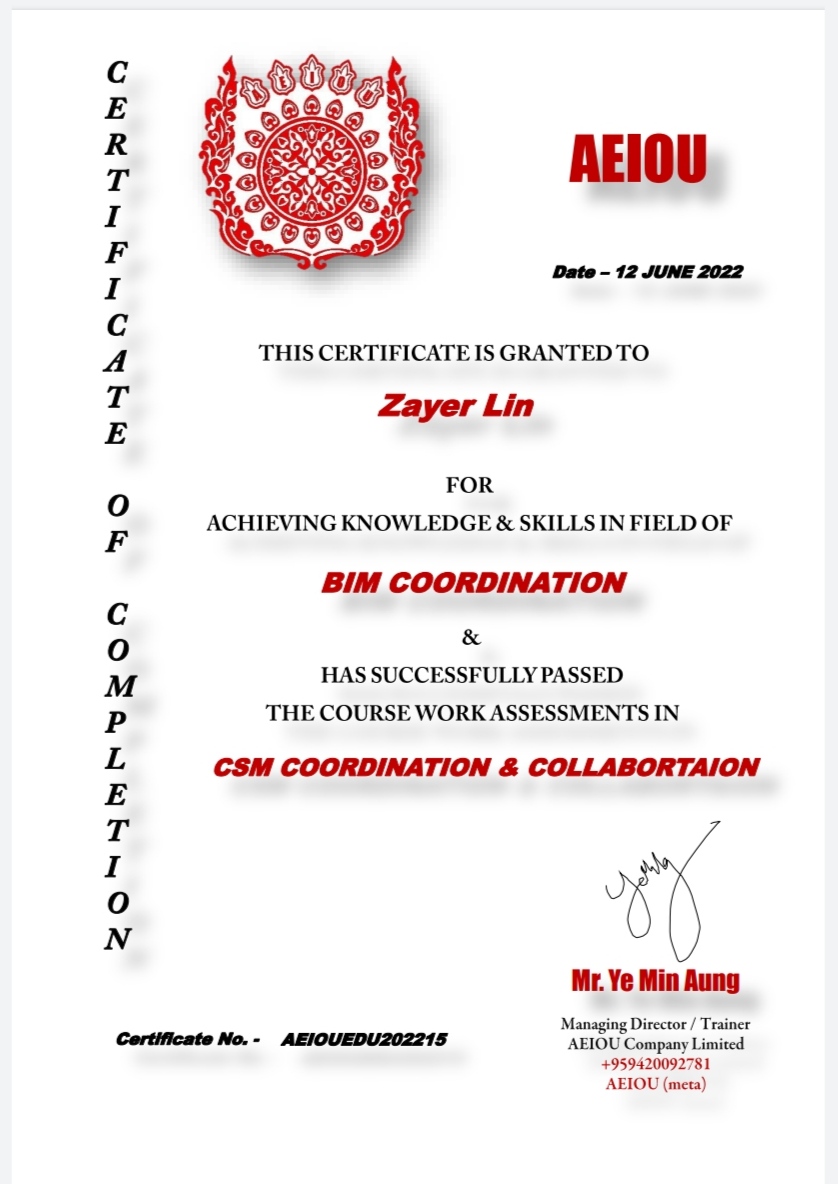 CERTIFICATE OF COMPLETION
A E I O U
AEIOU
Date – 12 JUNE 2022
THIS CERTIFICATE IS GRANTED TO
Zayer Lin
FOR
ACHIEVING KNOWLEDGE & SKILLS IN FIELD OF
BIM COORDINATION
&
HAS SUCCESSFULLY PASSED
THE COURSE WORK ASSESSMENTS IN
CSM COORDINATION & COLLABORTAION
Mr. Ye Min Aung
Managing Director / Trainer
AEIOU Company Limited
+959420092781
AEIOU (meta)
Certificate No. - AEIOUEDU202215